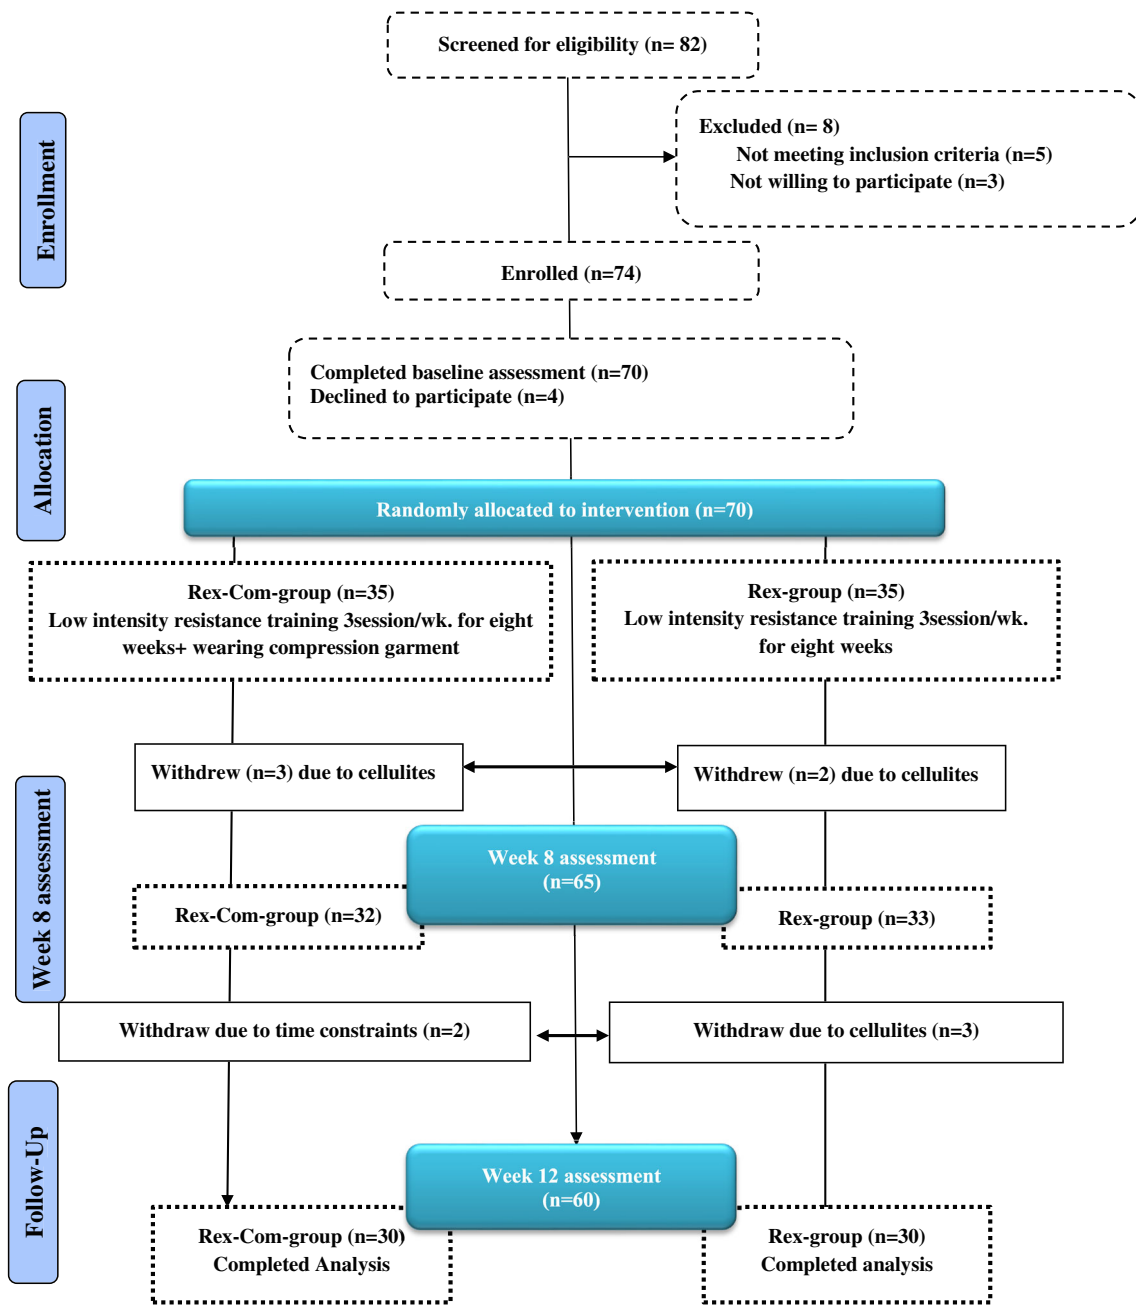 Screened for eligibility (n= 82)
Enrollment
Excluded (n= 8)
Not meeting inclusion criteria (n=5)
Not willing to participate (n=3)
Enrolled (n=74)
Completed baseline assessment (n=70)
Declined to participate (n=4)
Allocation
Randomly allocated to intervention (n=70)
Rex-Com-group (n=35)
Low intensity resistance training 3session/wk. for eight
weeks+ wearing compression garment
Rex-group (n=35)
Low intensity resistance training 3session/wk.
for eight weeks
Withdrew (n=3) due to cellulites
Withdrew (n=2) due to cellulites
Week 8 assessment
Week 8 assessment
(n=65)
Rex-Com-group (n=32)
Rex-group (n=33)
Withdraw due to time constraints (n=2)
Withdraw due to cellulites (n=3)
Follow-Up
Week 12 assessment
(n=60)
Rex-Com-group (n=30)
Completed Analysis
Rex-group (n=30)
Completed analysis